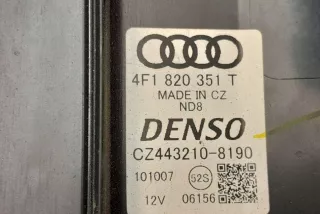 4F1 820 351 T
MADE IN CZ
ND8
DENSO
CZ443210-8190
101007 52S
12V 06156